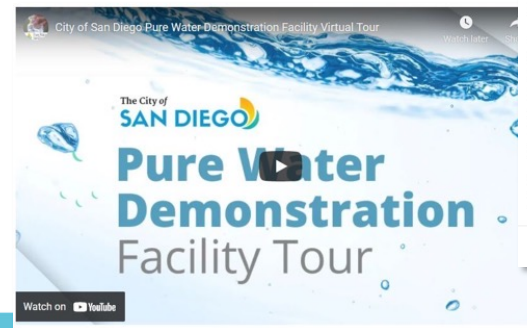 City of San Diego Pure Water Demonstration Facility Virtual Tour
Watch later
The City of
SAN DIEGO
Pure Water
Demonstration
Facility Tour
Watch on YouTube